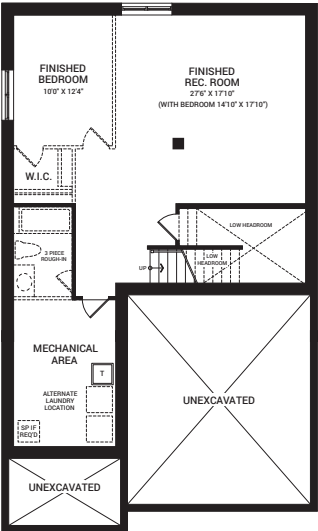 FINISHED
BEDROOM
10'0" X 12'4"
FINISHED
REC. ROOM
27'6" X 17'10"
(WITH BEDROOM 14'10" X 17'10")
W.I.C.
3 PIECE
ROUGH-IN
LOW HEADROOM
LOW
HEADROOM
UP
MECHANICAL
AREA
T
ALTERNATE
LAUNDRY
LOCATION
SP IF
REQ'D
UNEXCAVATED
UNEXCAVATED